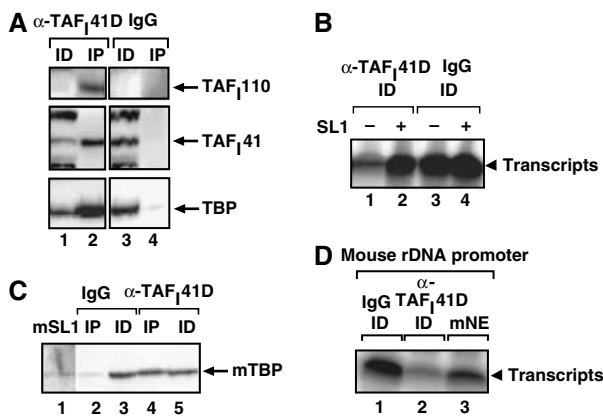 A
α-TAFI41D IgG
ID IP ID IP
TAFI110
TAFI41
TBP
1 2 3 4
B
α-TAFI41D IgG
ID ID
SL1 – + – +
Transcripts
1 2 3 4
C
IgG α-TAFI41D
mSL1 IP ID IP ID
mTBP
1 2 3 4 5
D
Mouse rDNA promoter
α-
IgG TAFI41D
ID ID mNE
Transcripts
1 2 3